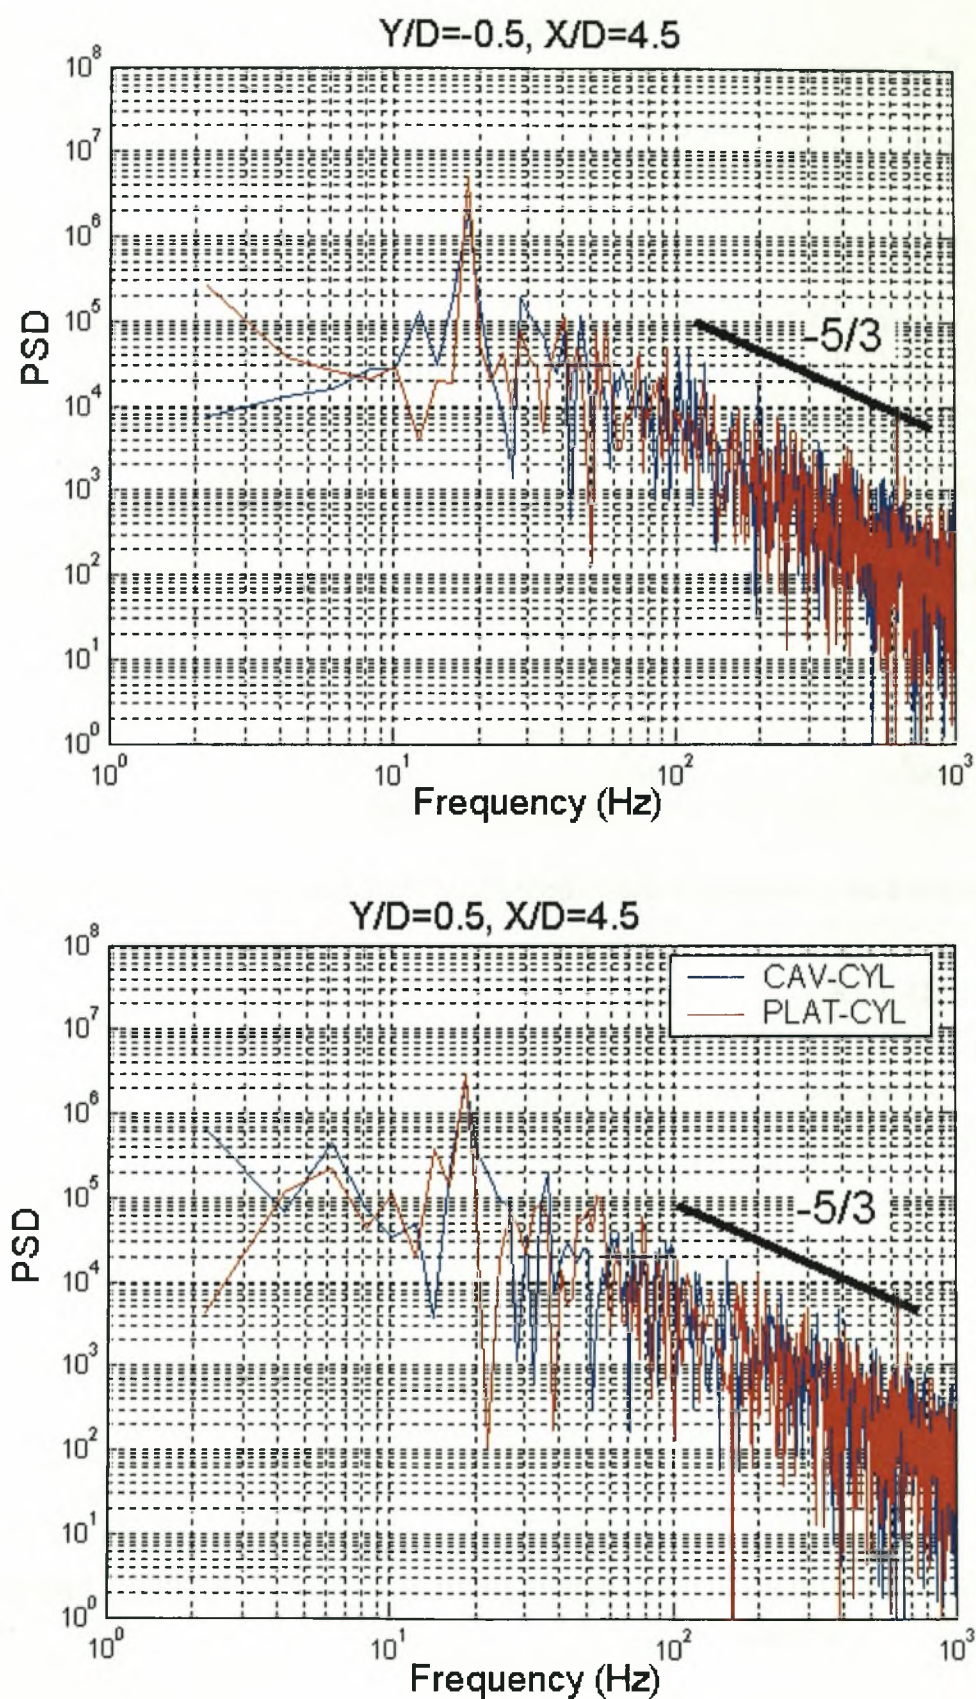 Y/D=-0.5, X/D=4.5
10^8
10^7
10^6
10^5
10^4
10^3
10^2
10^1
10^0
PSD
-5/3
10^0 10^1 10^2 10^3
Frequency (Hz)
Y/D=0.5, X/D=4.5
10^8
10^7
10^6
10^5
10^4
10^3
10^2
10^1
10^0
PSD
CAV-CYL
PLAT-CYL
-5/3
10^0 10^1 10^2 10^3
Frequency (Hz)